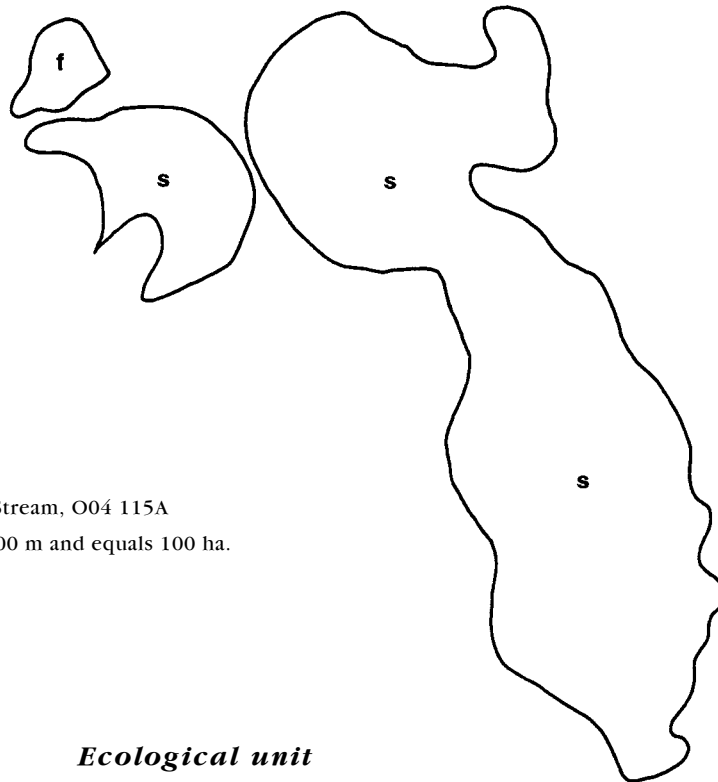 f
s
s
s
Stream, O04 115A
00 m and equals 100 ha.
Ecological unit